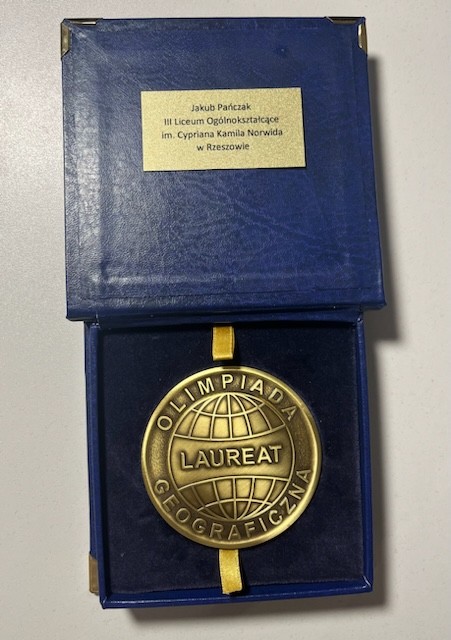 Jakub Pańczak
III Liceum Ogólnokształcące
im. Cypriana Kamila Norwida
w Rzeszowie
OLIMPIADA
LAUREAT
GEOGRAFICZNA